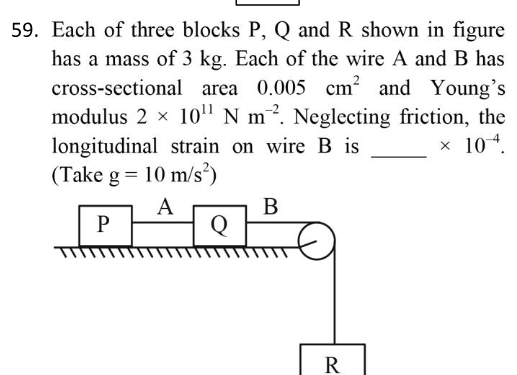 59. Each of three blocks P, Q and R shown in figure
has a mass of 3 kg. Each of the wire A and B has
cross-sectional area 0.005 cm² and Young's
modulus 2 × 10¹¹ N m⁻². Neglecting friction, the
longitudinal strain on wire B is ____ × 10⁻⁴.
(Take g = 10 m/s²)
A B
P Q
R